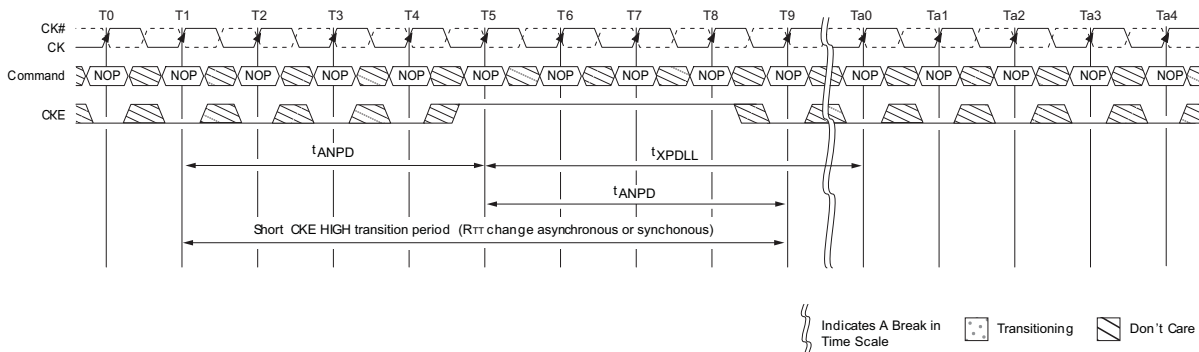 T0 T1 T2 T3 T4 T5 T6 T7 T8 T9 Ta0 Ta1 Ta2 Ta3 Ta4
CK#
CK
Command NOP NOP NOP NOP NOP NOP NOP NOP NOP NOP NOP NOP NOP NOP NOP
CKE
tANPD tXPDLL
tANPD
Short CKE HIGH transition period (RTT change asynchronous or synchonous)
Indicates A Break in
Time Scale
Transitioning
Don't Care